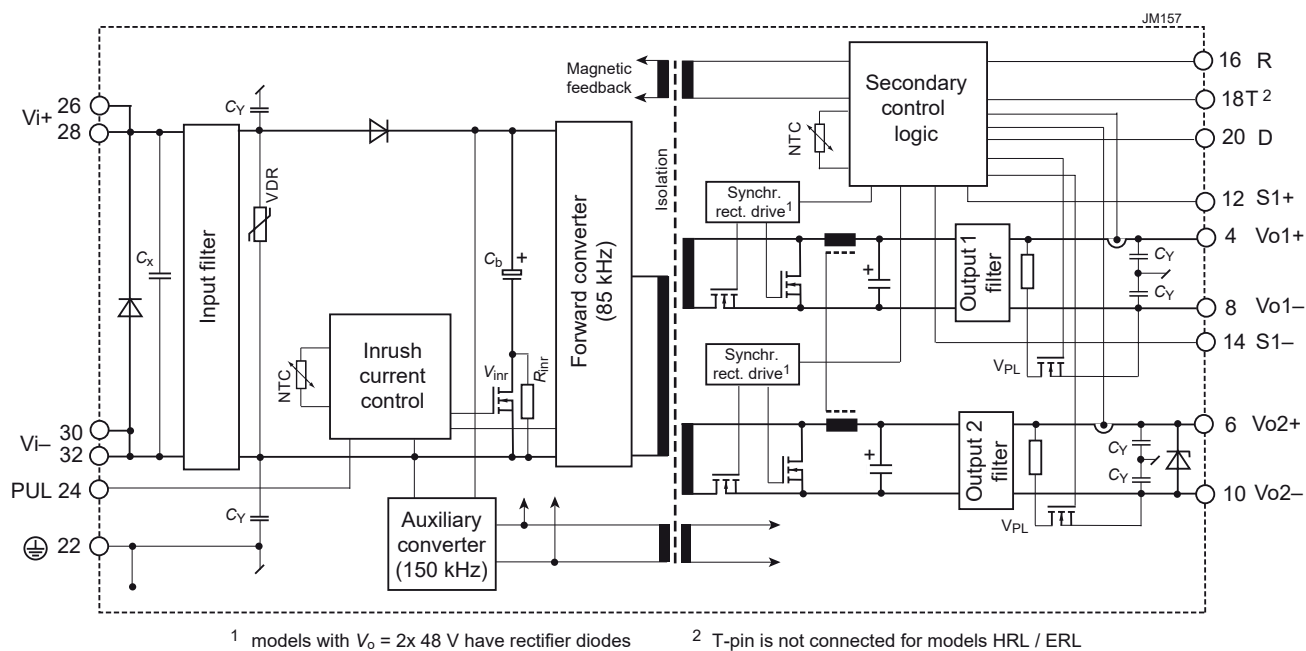 JM157
Vi+
26
28
Vi–
30
32
PUL 24
22
CY
VDR
Cx
Input filter
CY
NTC
Inrush
current
control
Vinr
Rinr
Cb
+
Forward converter
(85 kHz)
Auxiliary
converter
(150 kHz)
Magnetic
feedback
Isolation
NTC
Secondary
control
logic
Synchr.
rect. drive1
+
Output 1
filter
CY
CY
VPL
Synchr.
rect. drive1
+
Output 2
filter
CY
CY
VPL
16 R
18T 2
20 D
12 S1+
4 Vo1+
8 Vo1–
14 S1–
6 Vo2+
10 Vo2–
1 models with Vo = 2x 48 V have rectifier diodes
2 T-pin is not connected for models HRL / ERL